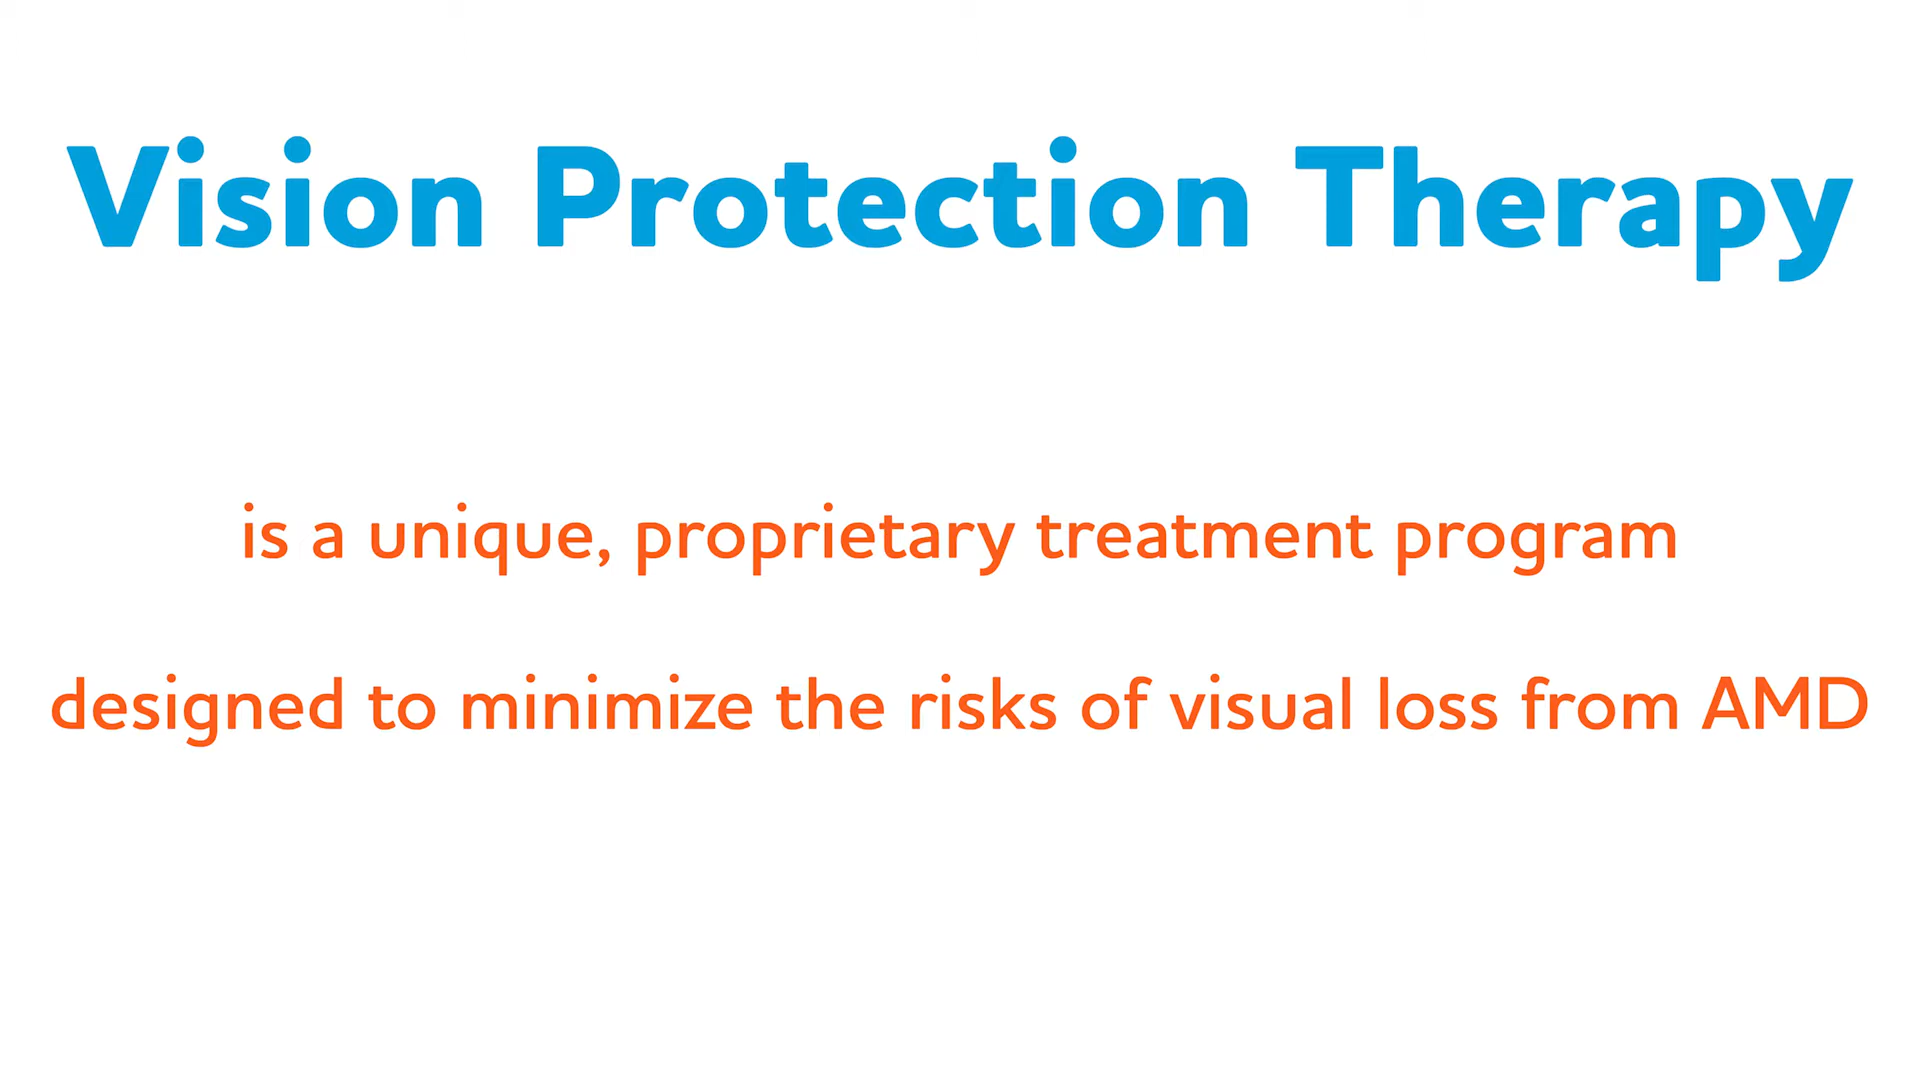 Vision Protection Therapy
is a unique, proprietary treatment program
designed to minimize the risks of visual loss from AMD